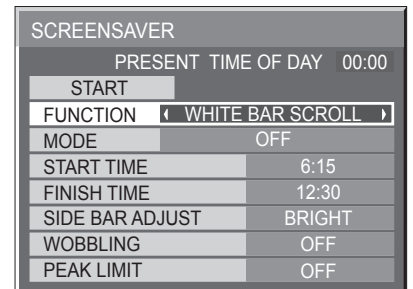 SCREENSAVER
PRESENT TIME OF DAY 00:00
START
FUNCTION WHITE BAR SCROLL
MODE OFF
START TIME 6:15
FINISH TIME 12:30
SIDE BAR ADJUST BRIGHT
WOBBLING OFF
PEAK LIMIT OFF